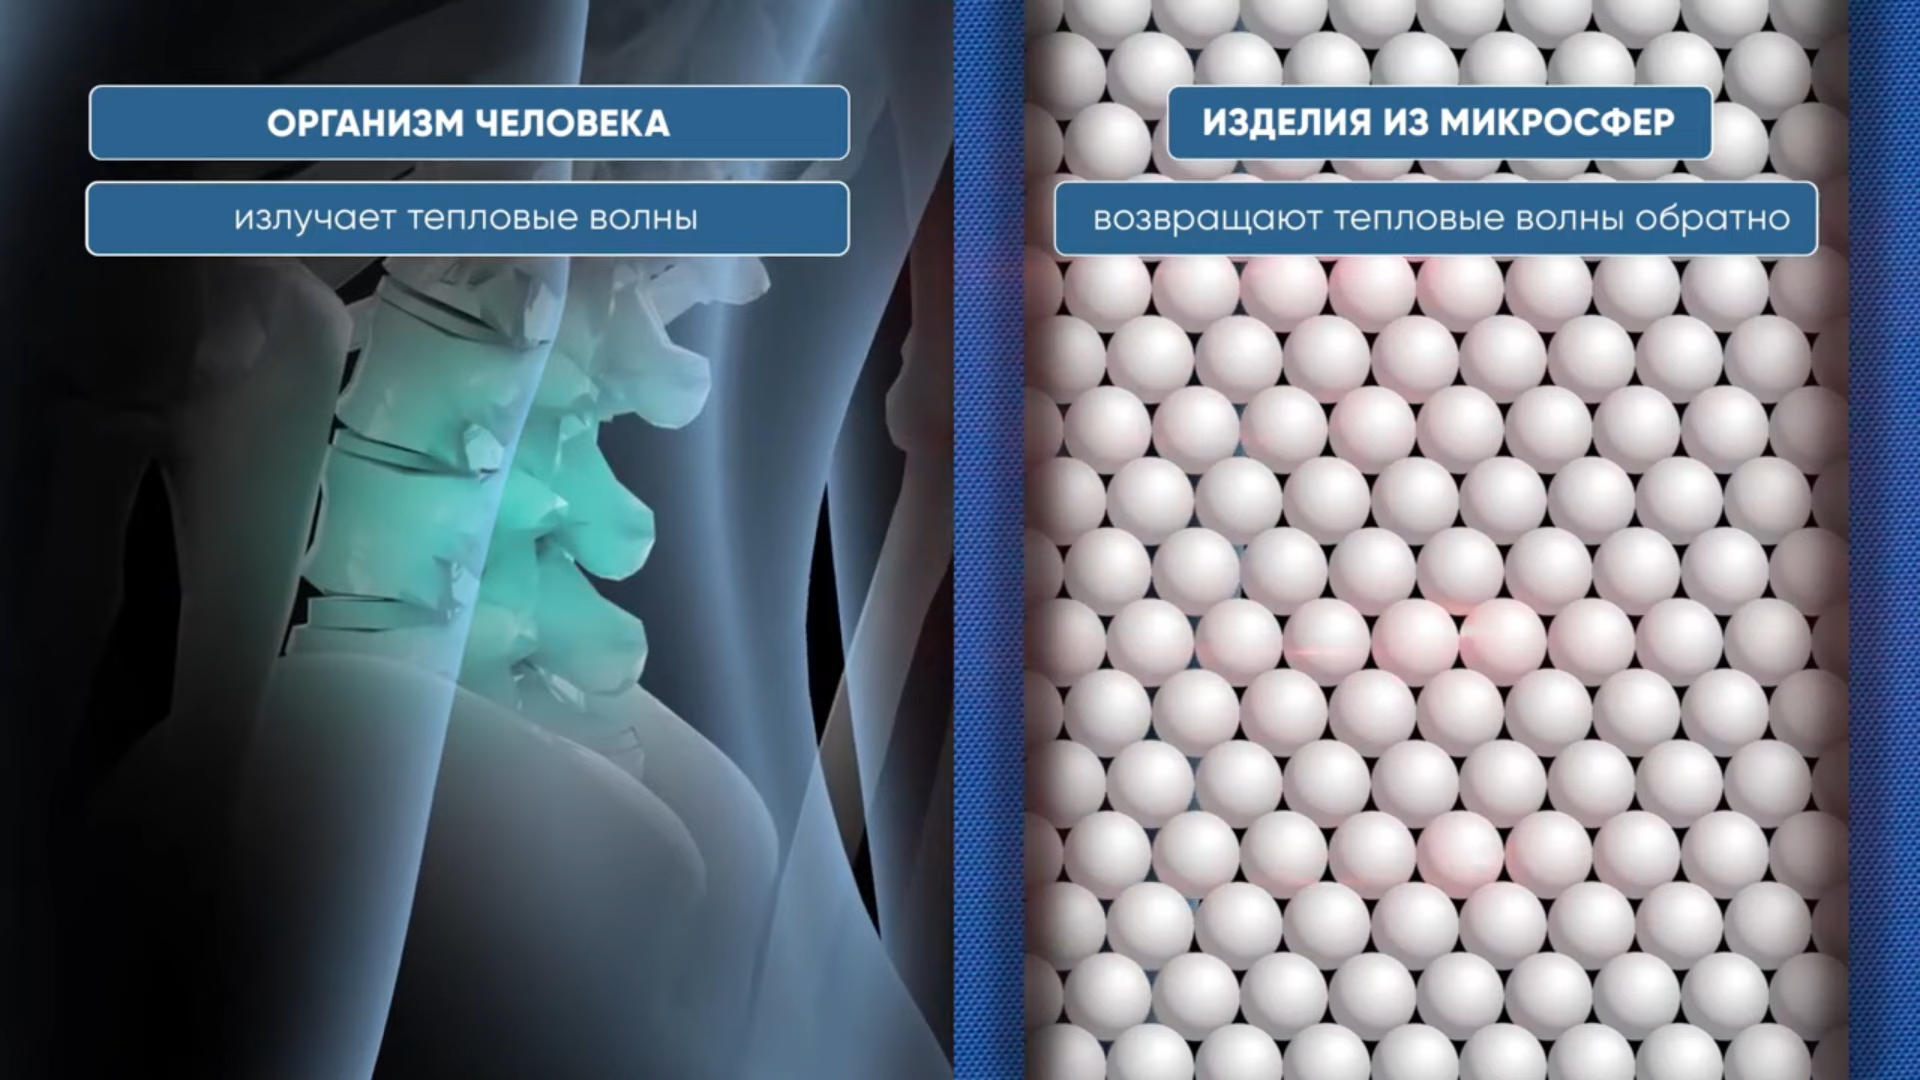 ОРГАНИЗМ ЧЕЛОВЕКА
излучает тепловые волны
ИЗДЕЛИЯ ИЗ МИКРОСФЕР
возвращают тепловые волны обратно